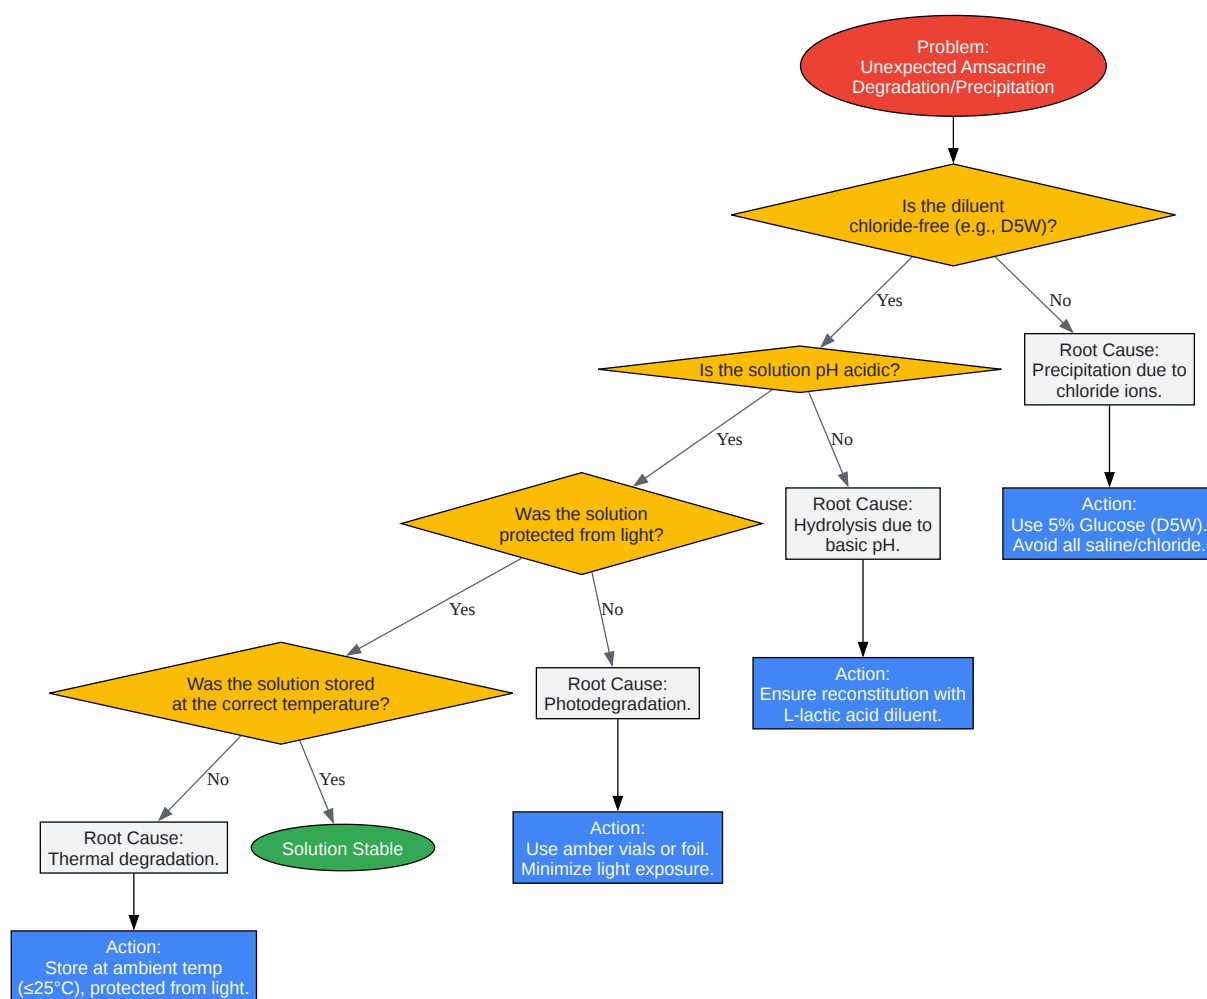 Problem:
Unexpected Amsacrine
Degradation/Precipitation
Is the diluent
chloride-free (e.g., D5W)?
Yes
No
Is the solution pH acidic?
Root Cause:
Precipitation due to
chloride ions.
Yes
No
Was the solution
protected from light?
Root Cause:
Hydrolysis due to
basic pH.
Action:
Use 5% Glucose (D5W).
Avoid all saline/chloride.
Yes
No
Was the solution stored
at the correct temperature?
Root Cause:
Photodegradation.
Action:
Ensure reconstitution with
L-lactic acid diluent.
No
Yes
Root Cause:
Thermal degradation.
Solution Stable
Action:
Use amber vials or foil.
Minimize light exposure.
Action:
Store at ambient temp
(≤25°C), protected from light.